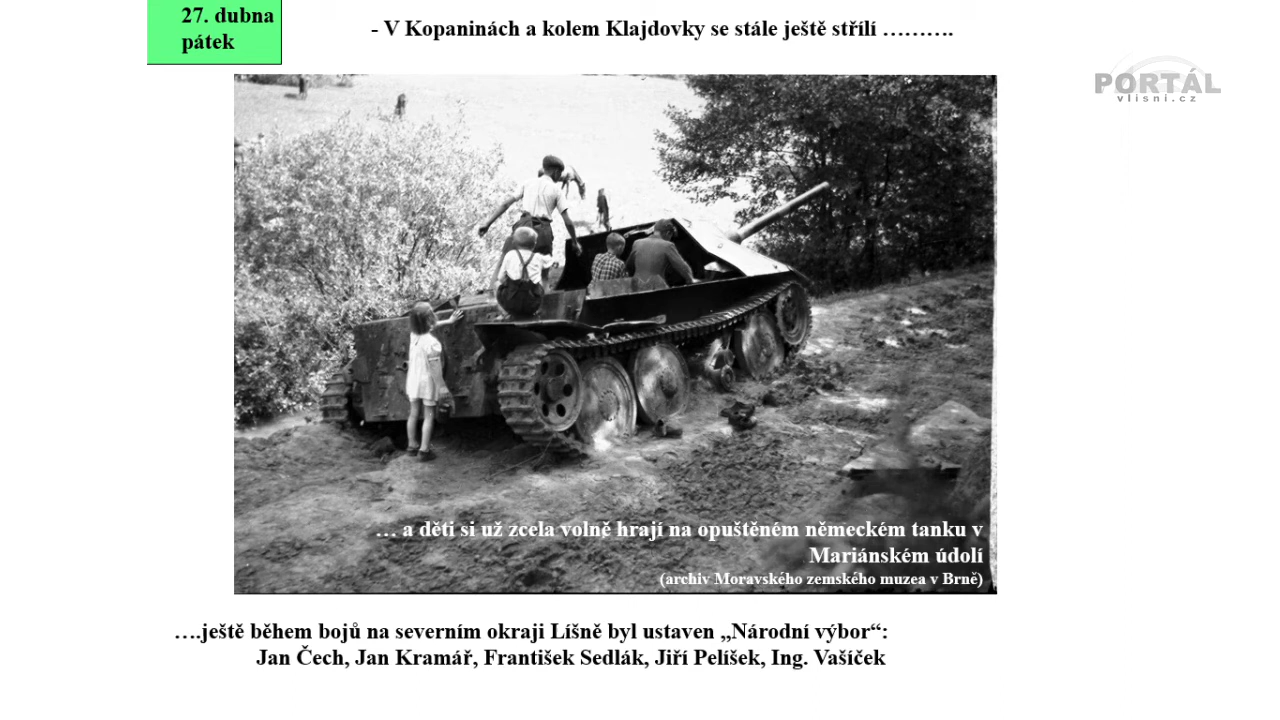 27. dubna
pátek
- V Kopaninách a kolem Klajdovky se stále ještě střílí ……….
PORTÁL
vlisni.cz
… a děti si už zcela volně hrají na opuštěném německém tanku v
Mariánském údolí
(archiv Moravského zemského muzea v Brně)
….ještě během bojů na severním okraji Líšně byl ustaven „Národní výbor“:
Jan Čech, Jan Kramář, František Sedlák, Jiří Pelíšek, Ing. Vašíček